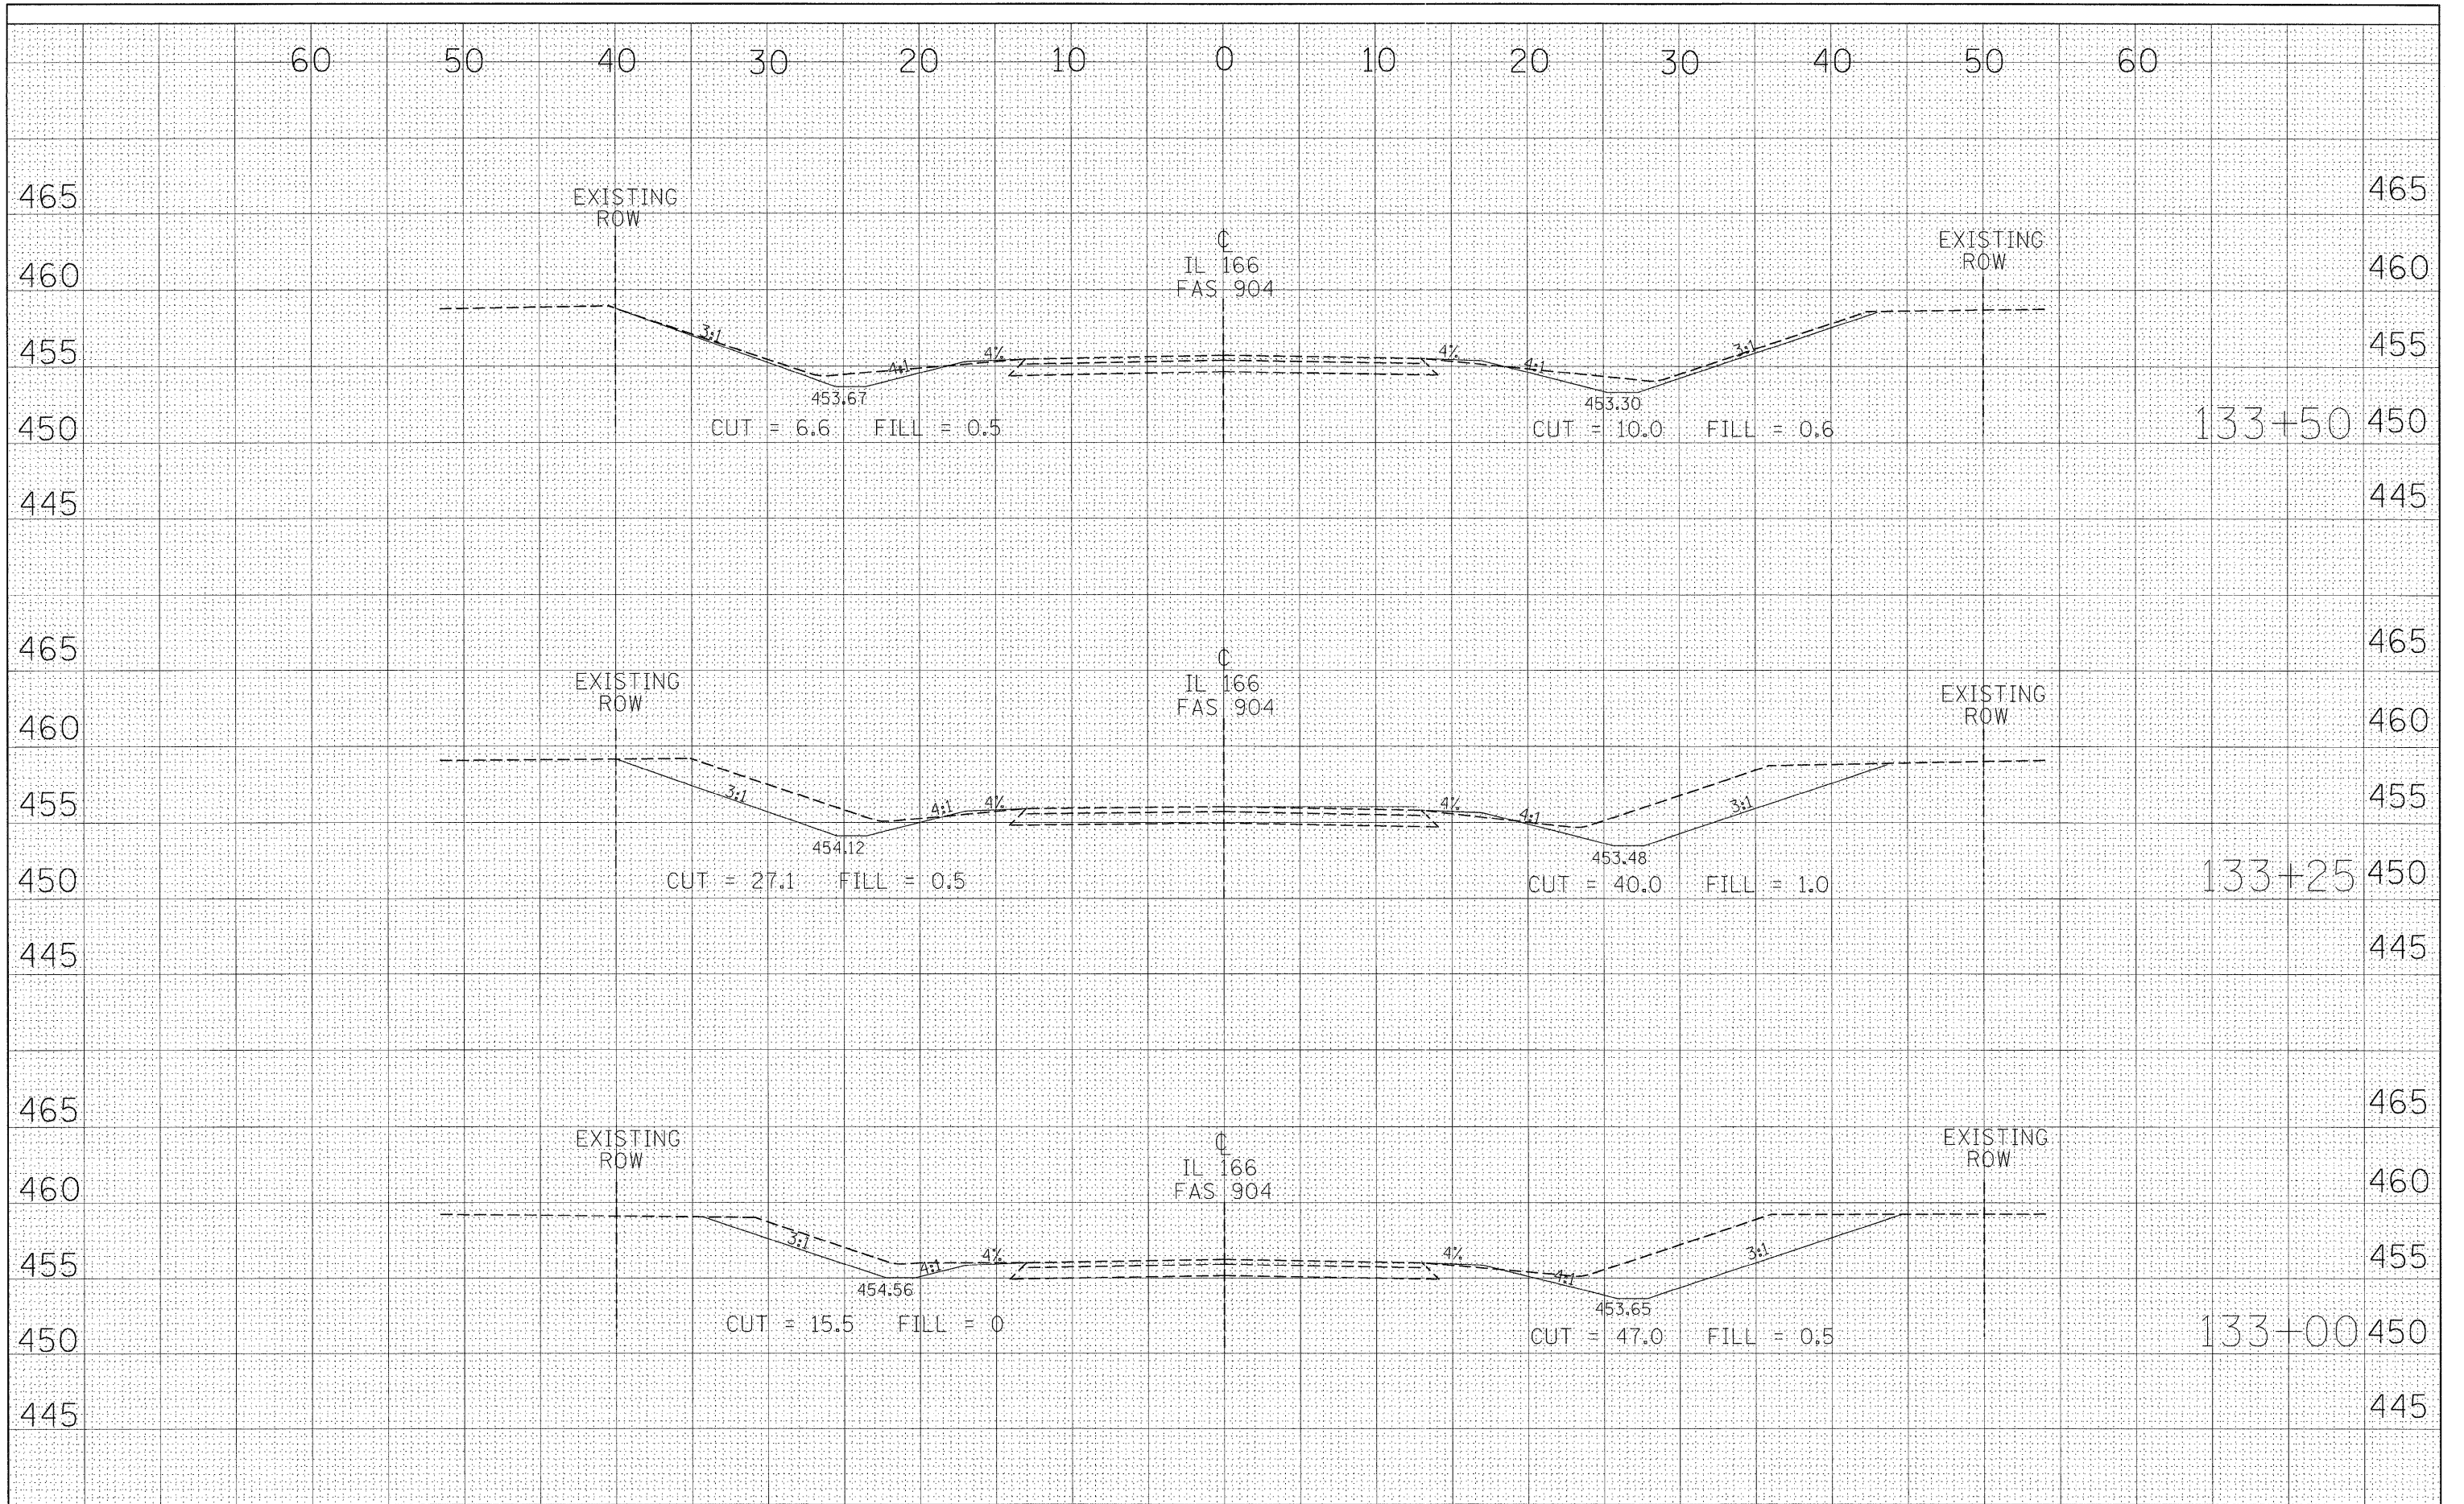 60 50 40 30 20 10 0 10 20 30 40 50 60
465 465
EXISTING
ROW
℄
IL 166
FAS 904
EXISTING
ROW
460 460
3:1 4:1 4% 4% 4:1 3:1
455 455
453.67 453.30
CUT = 6.6 FILL = 0.5 CUT = 10.0 FILL = 0.6
450 133+50 450
445 445
465 465
EXISTING
ROW
℄
IL 166
FAS 904
EXISTING
ROW
460 460
3:1 4:1 4% 4% 4:1 3:1
455 455
454.12 453.48
CUT = 27.1 FILL = 0.5 CUT = 40.0 FILL = 1.0
450 133+25 450
445 445
465 465
EXISTING
ROW
℄
IL 166
FAS 904
EXISTING
ROW
460 460
3:1 4:1 4% 4% 4:1 3:1
455 455
454.56 453.65
CUT = 15.5 FILL = 0 CUT = 47.0 FILL = 0.5
450 133+00 450
445 445